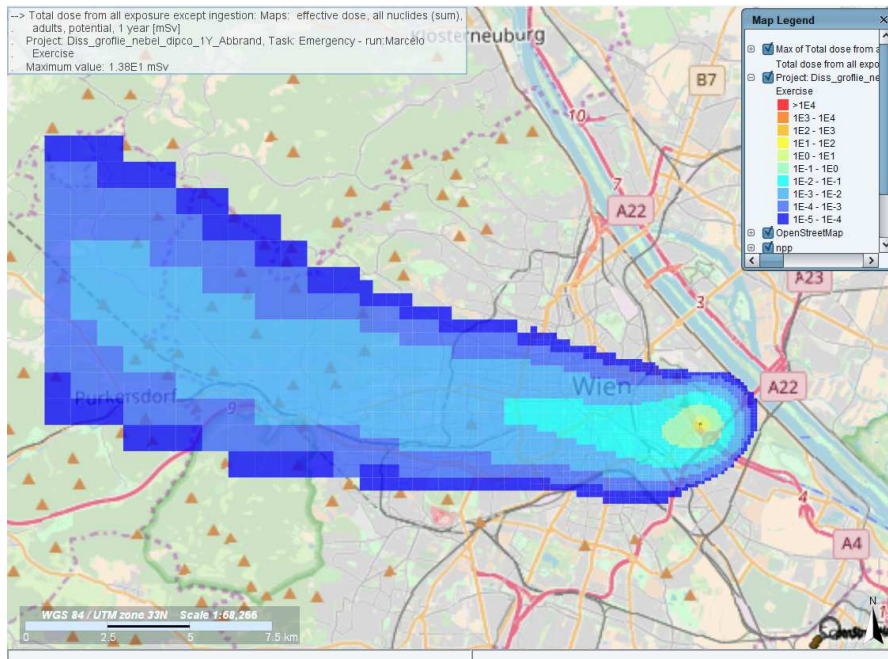 --> Total dose from all exposure except ingestion: Maps: effective dose, all nuclides (sum),
. adults, potential, 1 year [mSv]
. Project: Diss_groflie_nebel_dipco_1Y_Abbrand, Task: Emergency - run:Marcelo
. Exercise
. Maximum value: 1.38E1 mSv
Klosterneuburg
B7
10
7
A22
3
A23
A22
Wien
Purkersdorf
9
4
A4
1
Map Legend
Max of Total dose from a
Total dose from all expo
Project: Diss_groflie_ne
Exercise
>1E4
1E3 - 1E4
1E2 - 1E3
1E1 - 1E2
1E0 - 1E1
1E-1 - 1E0
1E-2 - 1E-1
1E-3 - 1E-2
1E-4 - 1E-3
1E-5 - 1E-4
OpenStreetMap
npp
WGS 84 / UTM zone 33N Scale 1:68,266
0 2.5 5 7.5 km
N